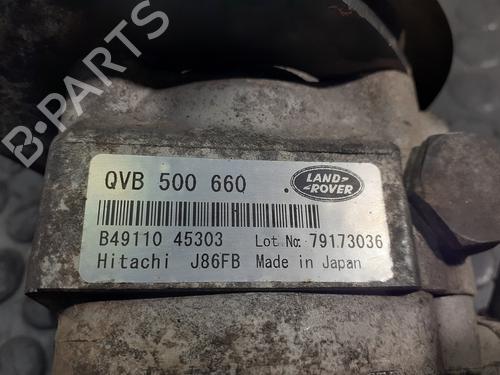 B-PARTS
QVB 500 660
LAND-
ROVER
B49110 45303 Lot No: 79173036
Hitachi J86FB Made in Japan